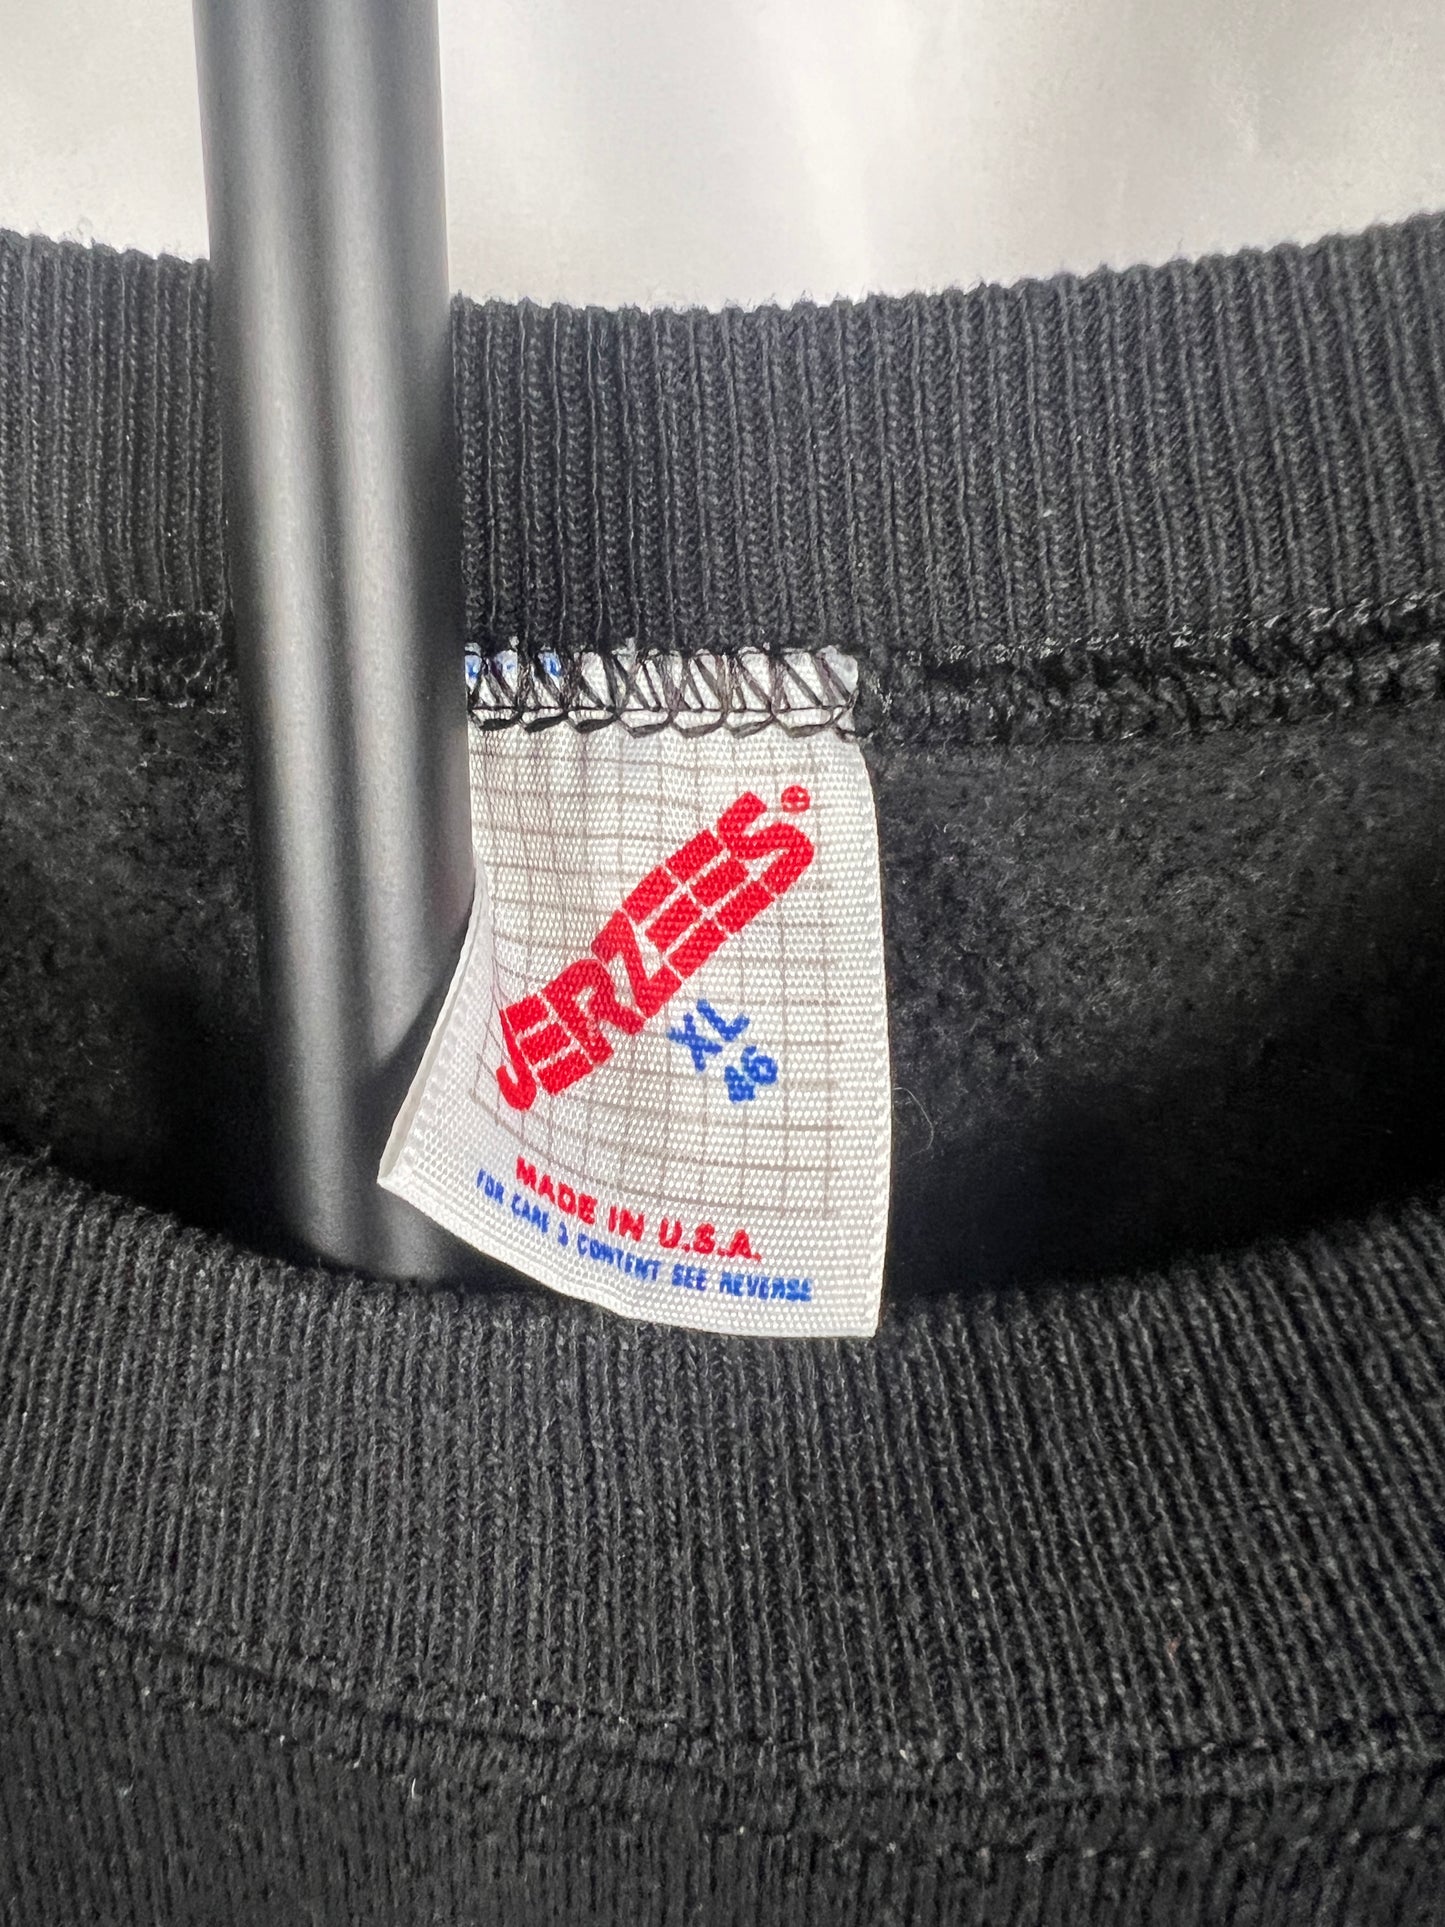 JERZEES®
XL
46
MADE IN U.S.A.
FOR CARE & CONTENT SEE REVERSE